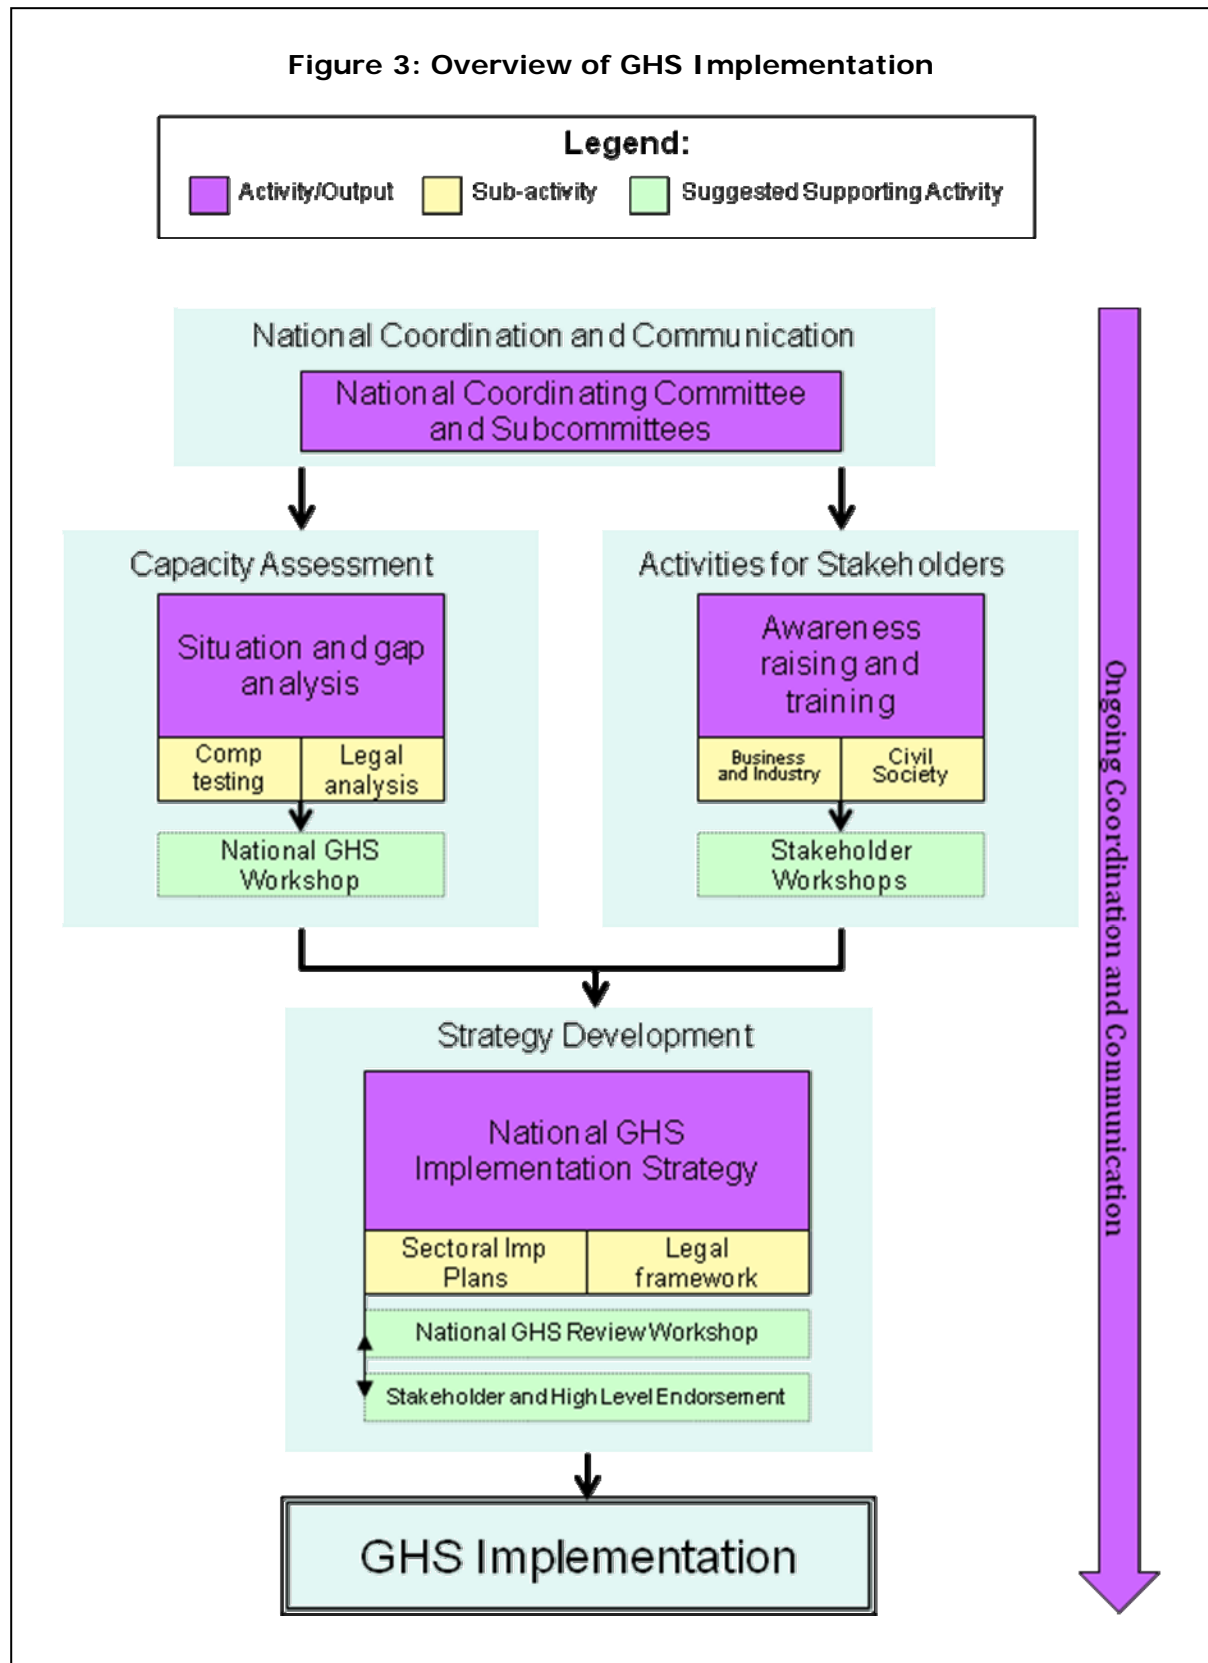 Figure 3: Overview of GHS Implementation
Legend:
Activity/Output
Sub-activity
Suggested Supporting Activity
National Coordination and Communication
National Coordinating Committee
and Subcommittees
Capacity Assessment
Situation and gap
analysis
Comp
testing
Legal
analysis
National GHS
Workshop
Activities for Stakeholders
Awareness
raising and
training
Business
and Industry
Civil
Society
Stakeholder
Workshops
Strategy Development
National GHS
Implementation Strategy
Sectoral Imp
Plans
Legal
framework
National GHS Review Workshop
Stakeholder and High Level Endorsement
GHS Implementation
Ongoing Coordination and Communication